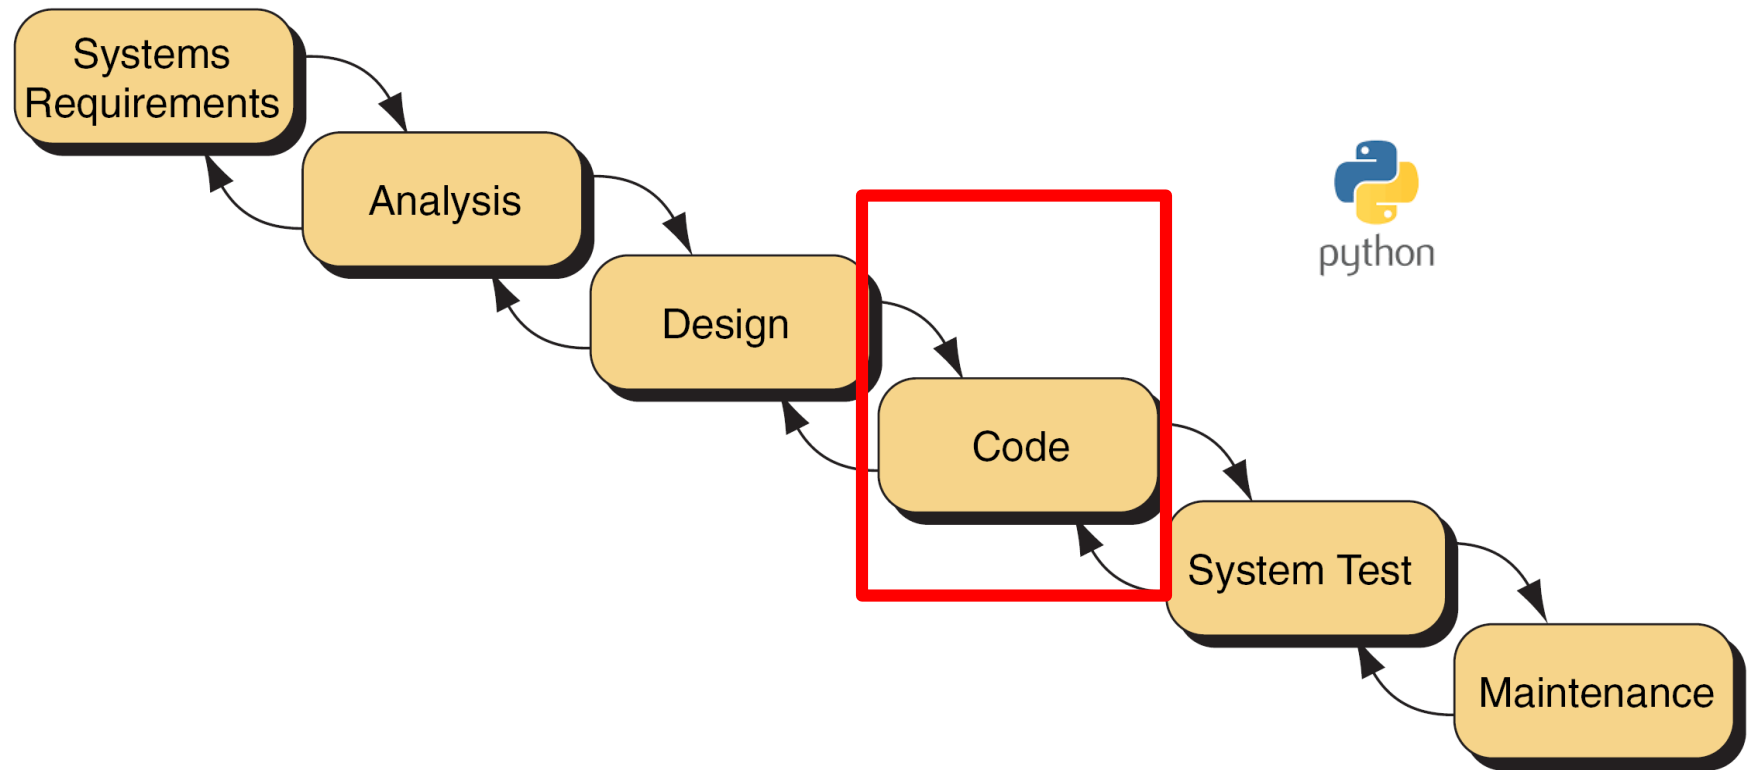 Systems
Requirements
Analysis
python
Design
Code
System Test
Maintenance